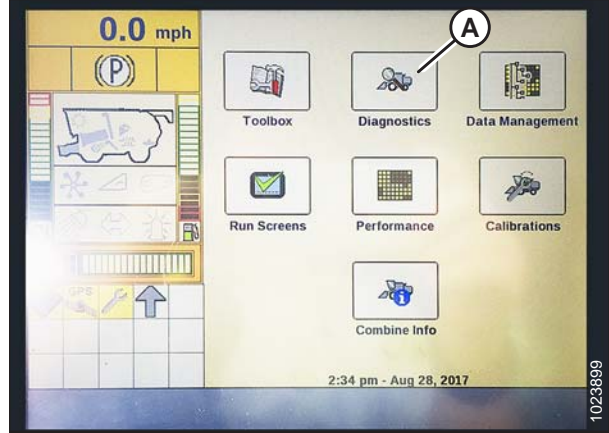 0.0 mph
(P)
A
Toolbox
Diagnostics
Data Management
Run Screens
Performance
Calibrations
GPS
Combine Info
2:34 pm - Aug 28, 2017
1023899